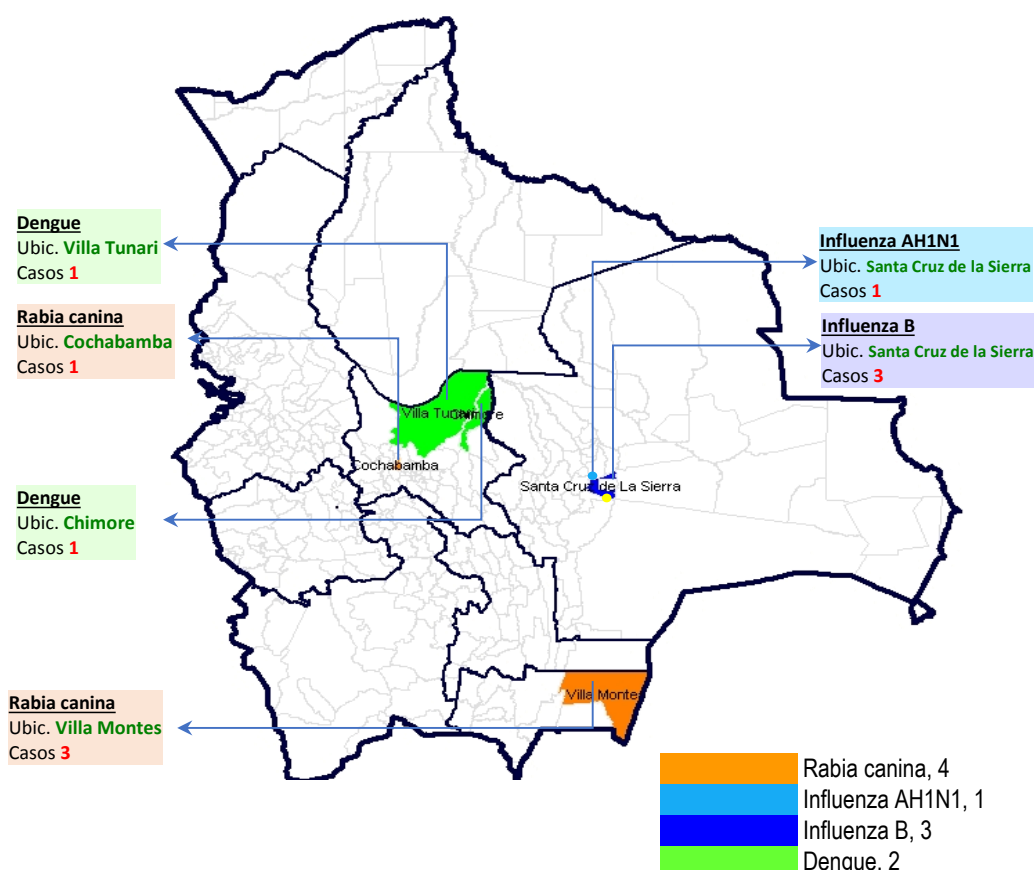 Dengue
Ubic. Villa Tunari
Casos 1
Rabia canina
Ubic. Cochabamba
Casos 1
Dengue
Ubic. Chimore
Casos 1
Rabia canina
Ubic. Villa Montes
Casos 3
Influenza AH1N1
Ubic. Santa Cruz de la Sierra
Casos 1
Influenza B
Ubic. Santa Cruz de la Sierra
Casos 3
Villa Tunari
Chimore
Cochabamba
Santa Cruz de La Sierra
Villa Montes
Rabia canina, 4
Influenza AH1N1, 1
Influenza B, 3
Dengue, 2